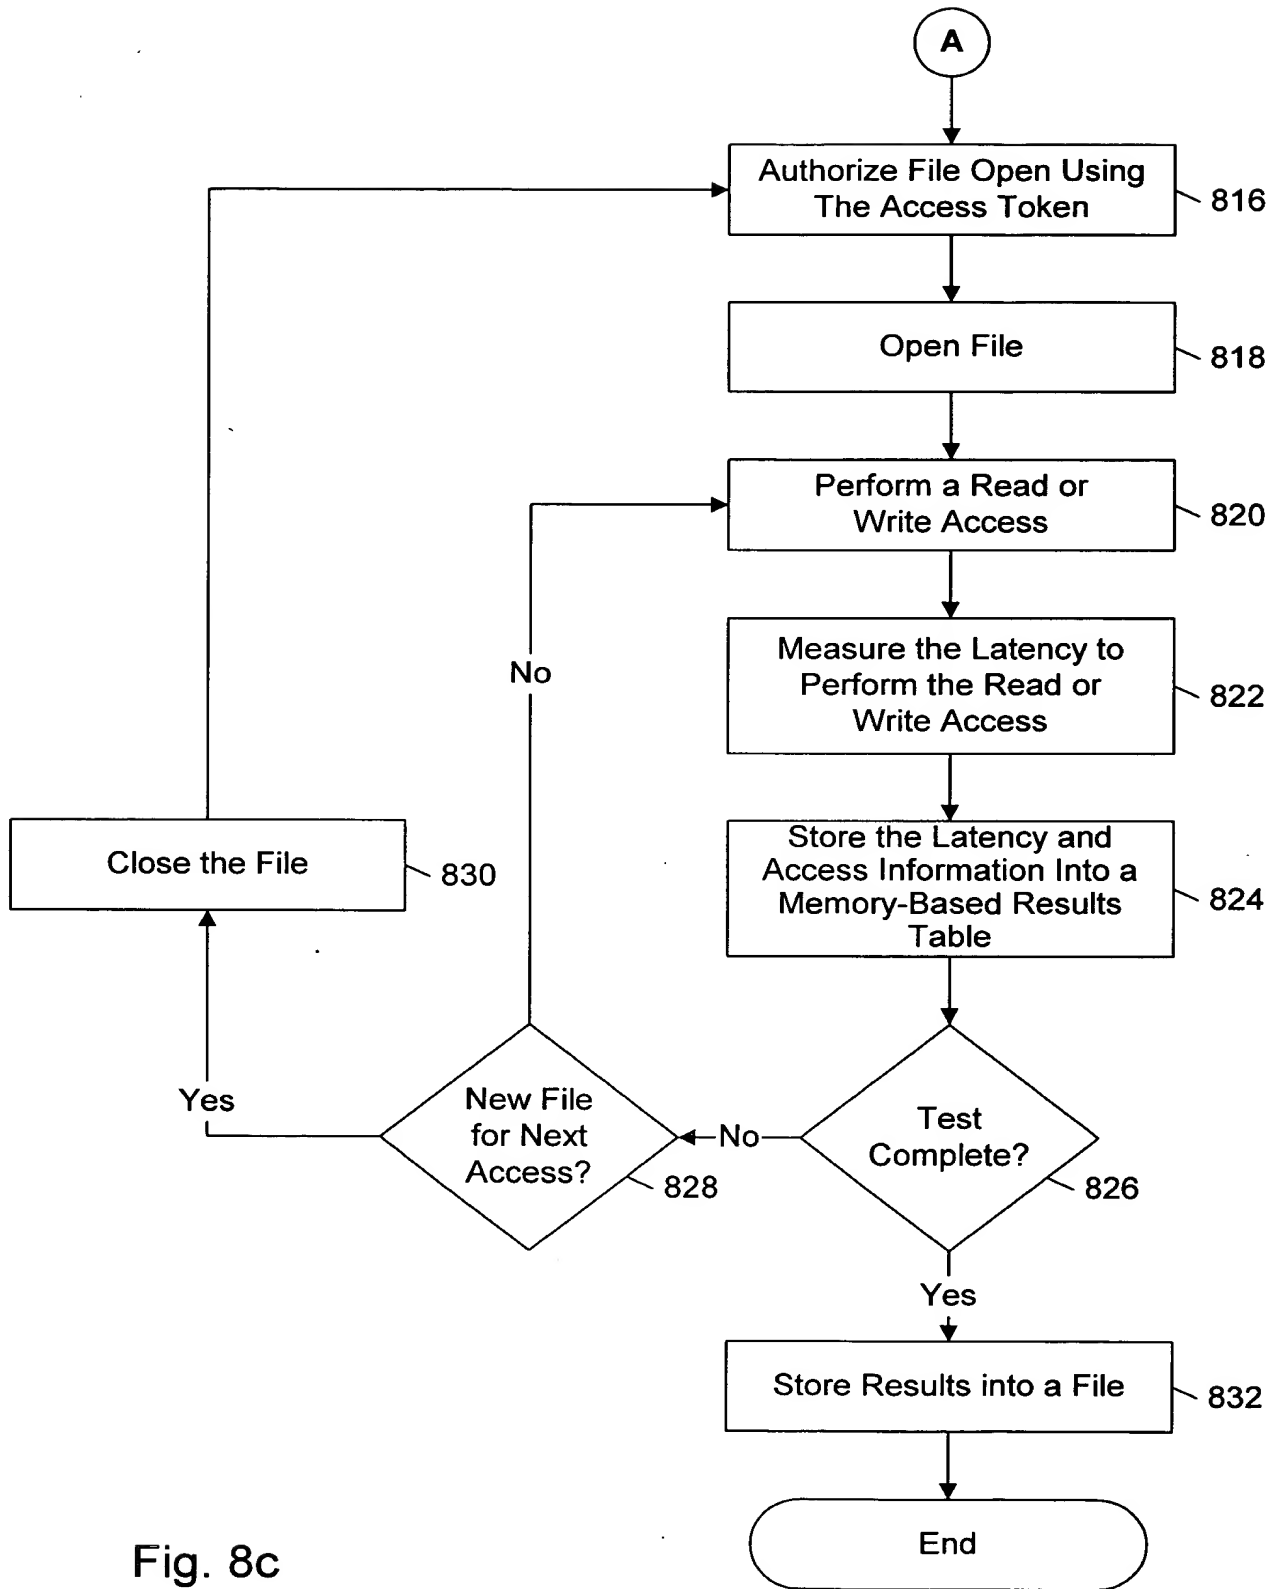 A
Authorize File Open Using
The Access Token
816
Open File
818
Perform a Read or
Write Access
820
No
Measure the Latency to
Perform the Read or
Write Access
822
Store the Latency and
Access Information Into a
Memory-Based Results
Table
824
Close the File
830
Yes
New File
for Next
Access?
828
No
Test
Complete?
826
Yes
Store Results into a File
832
End
Fig. 8c